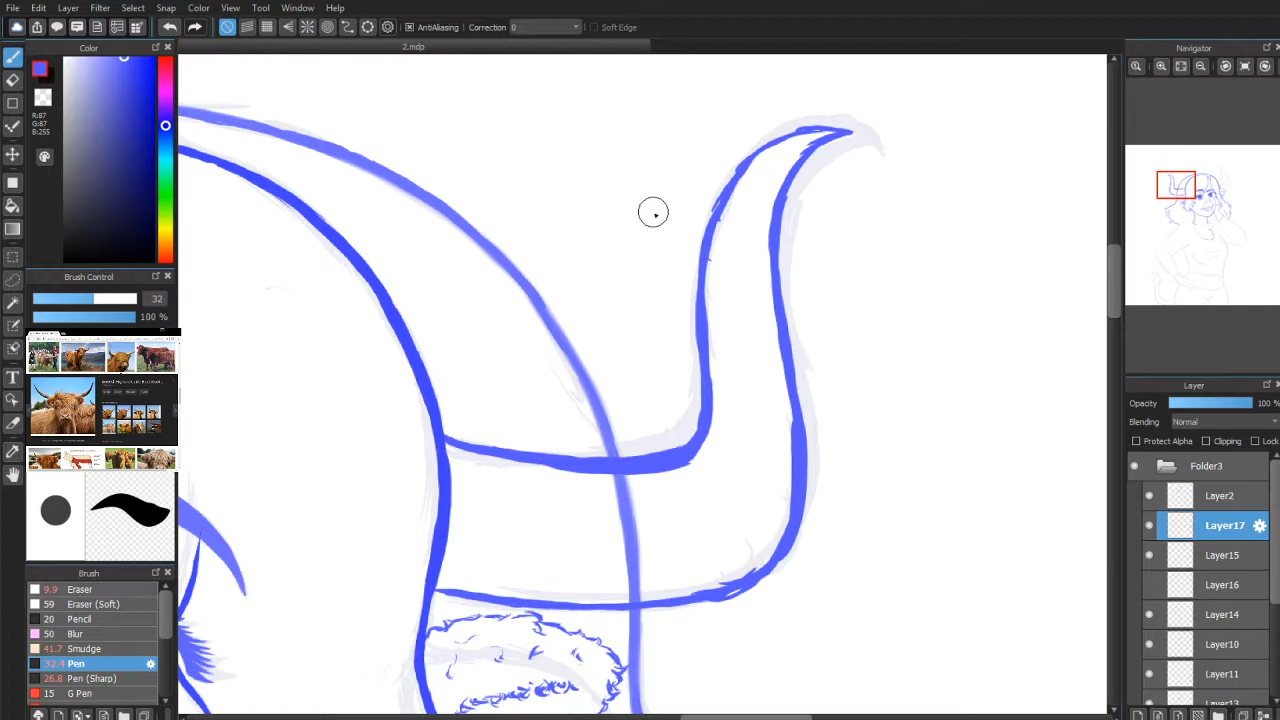 File Edit Layer Filter Select Snap Color View Tool Window Help
AntiAliasing Correction 0 Soft Edge
2.mdp
Color
R:87
G:87
B:255
Brush Control
32
100 %
Brush
9.9 Eraser
59 Eraser (Soft)
20 Pencil
50 Blur
41.7 Smudge
32.4 Pen
26.8 Pen (Sharp)
15 G Pen
Navigator
Layer
Opacity 100 %
Blending Normal
Protect Alpha Clipping Lock
Folder3
Layer2
Layer17
Layer15
Layer16
Layer14
Layer10
Layer11
Layer13